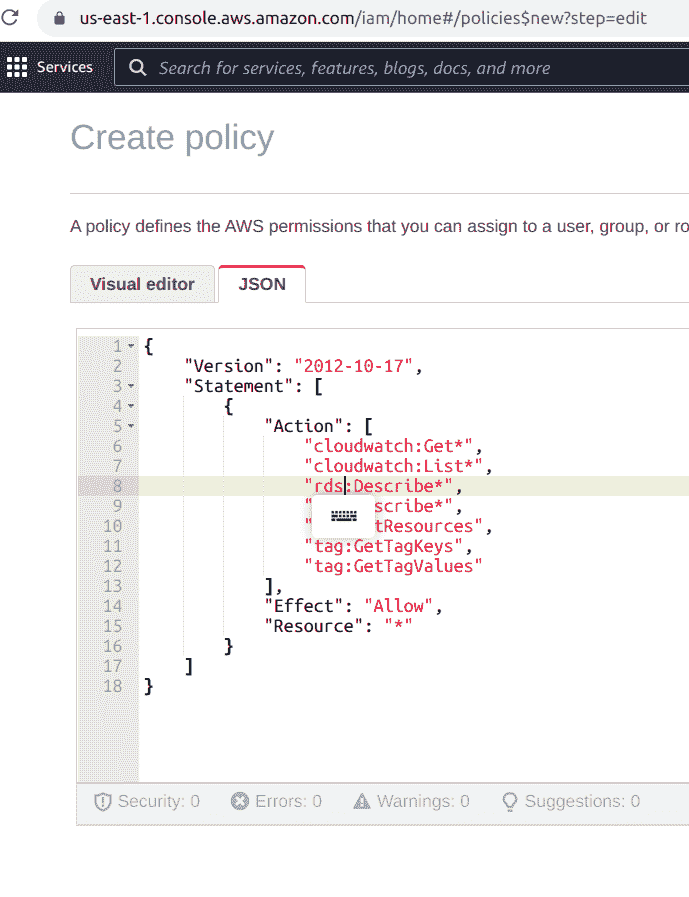 us-east-1.console.aws.amazon.com/iam/home#/policies$new?step=edit
Services
Search for services, features, blogs, docs, and more
Create policy
A policy defines the AWS permissions that you can assign to a user, group, or ro
Visual editor JSON
1 {
2 "Version": "2012-10-17",
3 "Statement": [
4 {
5 "Action": [
6 "cloudwatch:Get*",
7 "cloudwatch:List*",
8 "rds:Describe*",
9 " scribe*",
10 " tResources",
11 "tag:GetTagKeys",
12 "tag:GetTagValues"
13 ],
14 "Effect": "Allow",
15 "Resource": "*"
16 }
17 ]
18 }
Security: 0 Errors: 0 Warnings: 0 Suggestions: 0